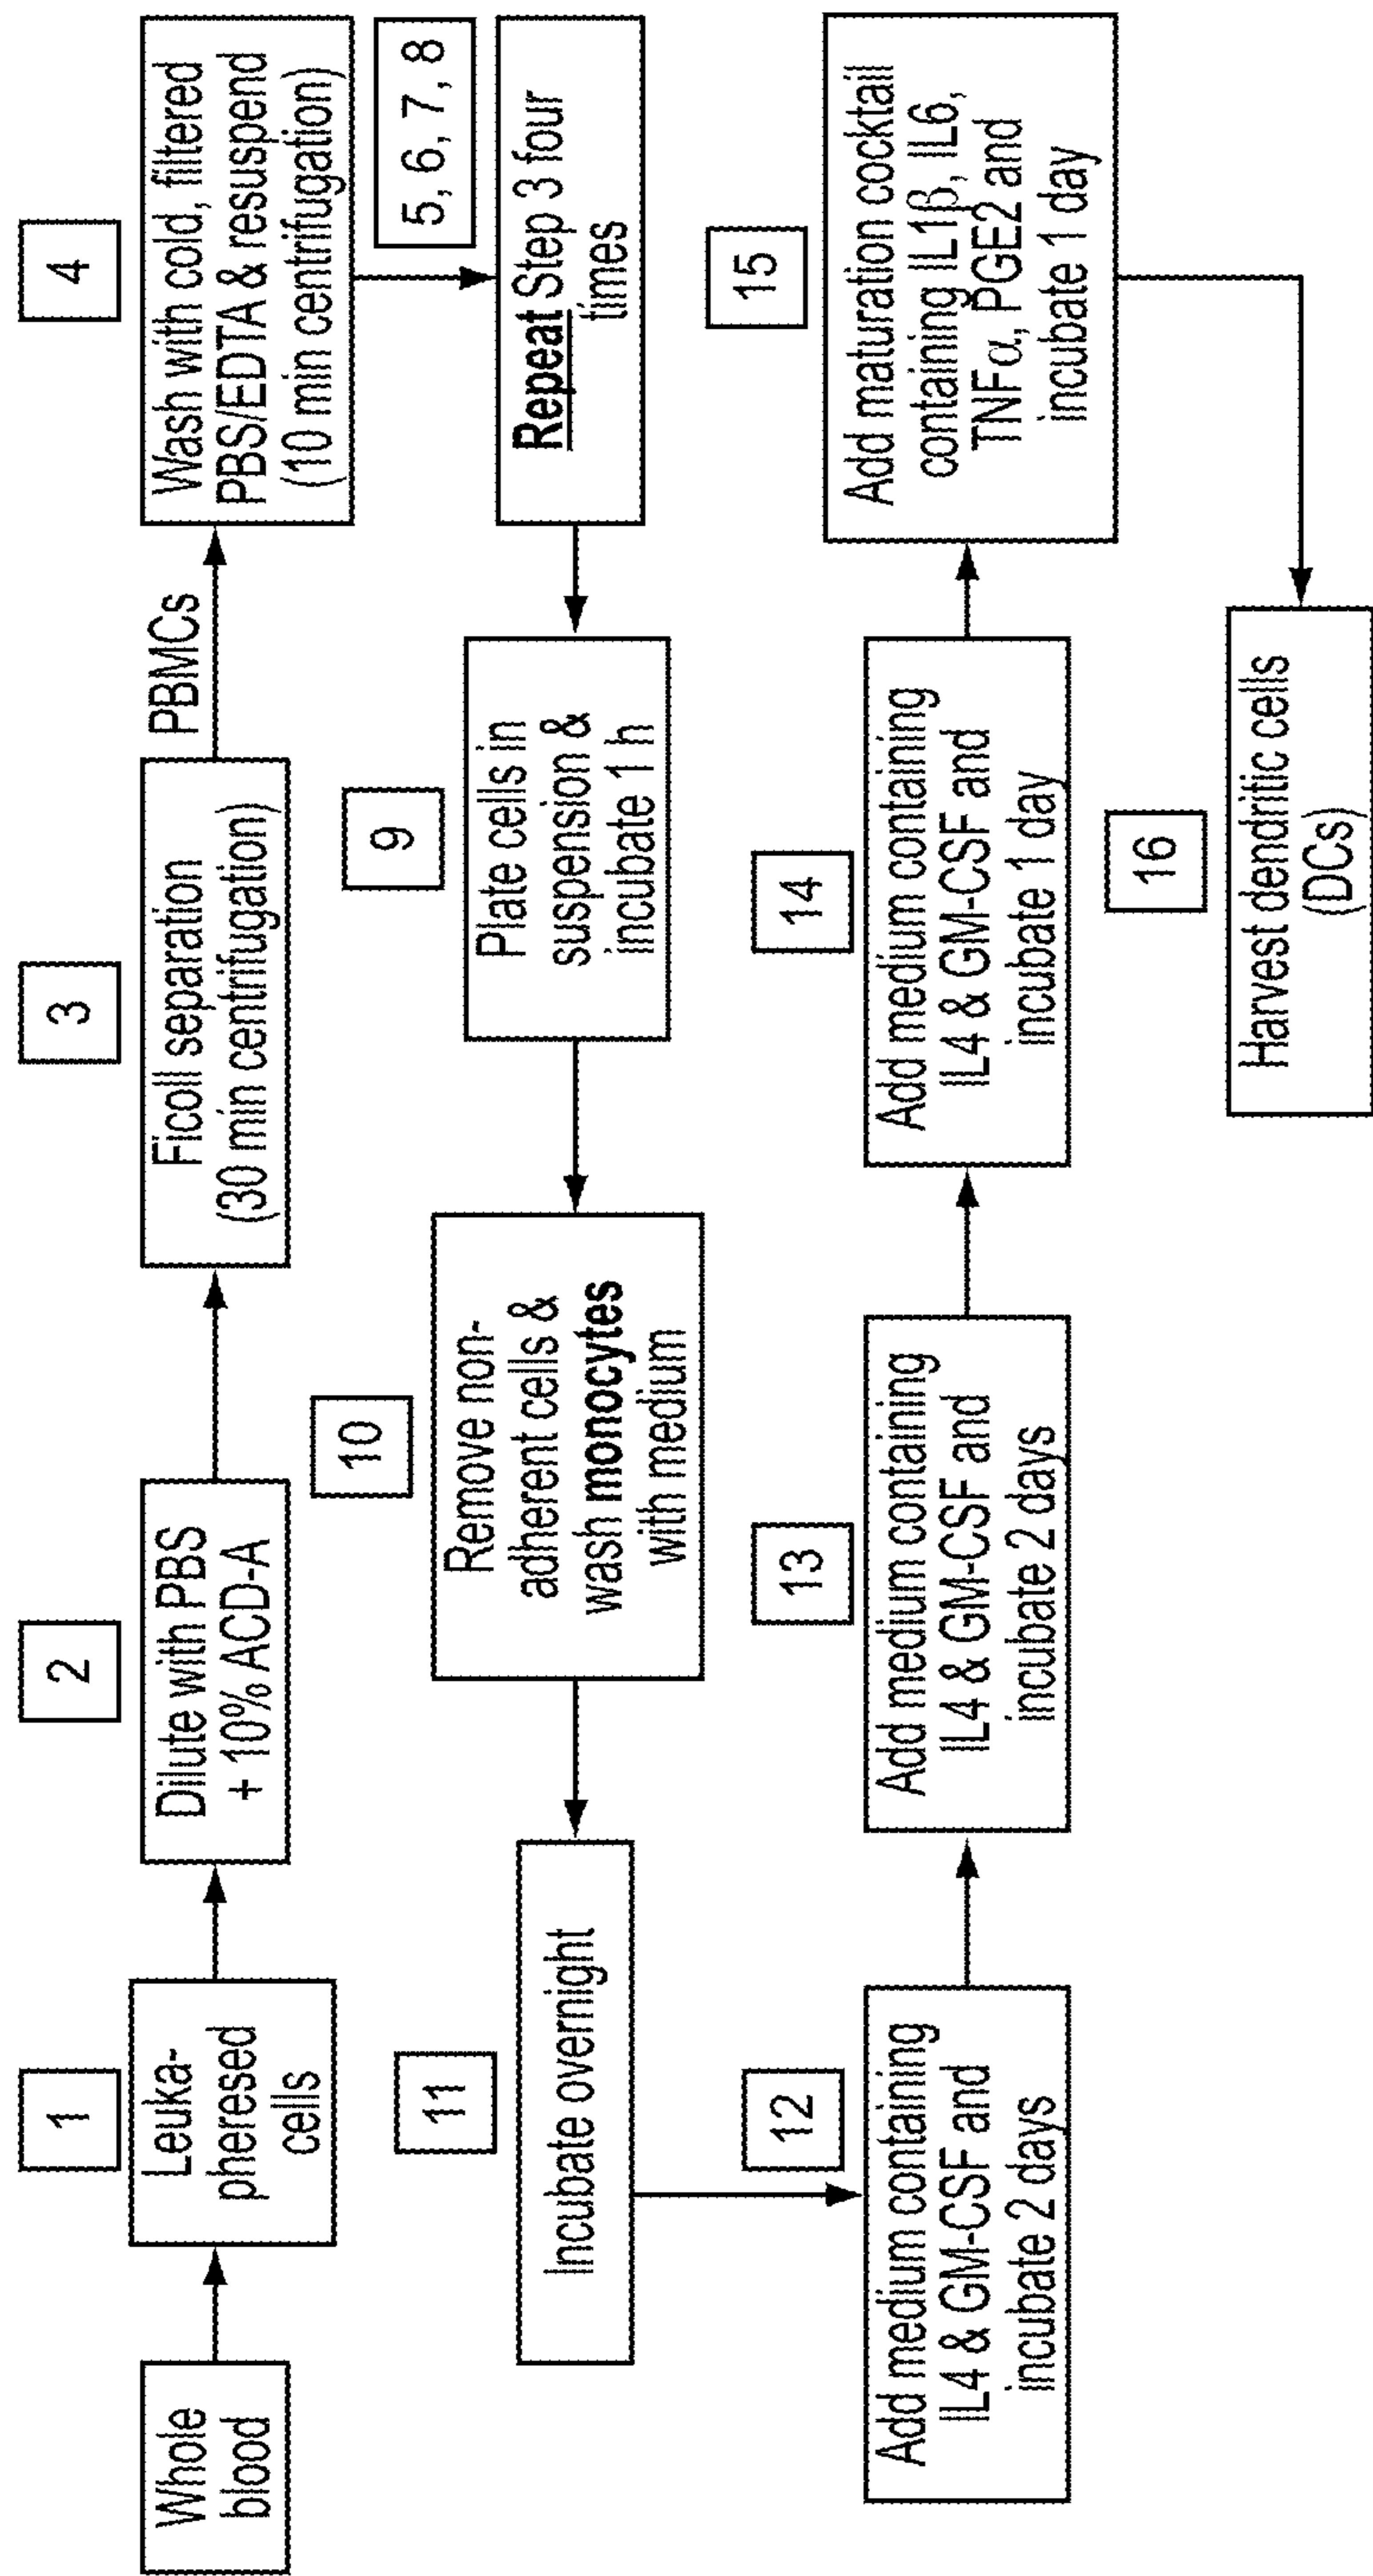 Whole
blood
1
Leuka-
pheresed
cells
2
Dilute with PBS
+ 10% ACD-A
3
Ficoll separation
(30 min centrifugation)
PBMCs
4
Wash with cold, filtered
PBS/EDTA & resuspend
(10 min centrifugation)
5, 6, 7, 8
Repeat Step 3 four
times
9
Plate cells in
suspension &
incubate 1 h
10
Remove non-
adherent cells &
wash monocytes
with medium
11
Incubate overnight
12
Add medium containing
IL4 & GM-CSF and
incubate 2 days
13
Add medium containing
IL4 & GM-CSF and
incubate 2 days
14
Add medium containing
IL4 & GM-CSF and
incubate 1 day
15
Add maturation cocktail
containing IL1β, IL6,
TNFα, PGE2 and
incubate 1 day
16
Harvest dendritic cells
(DCs)